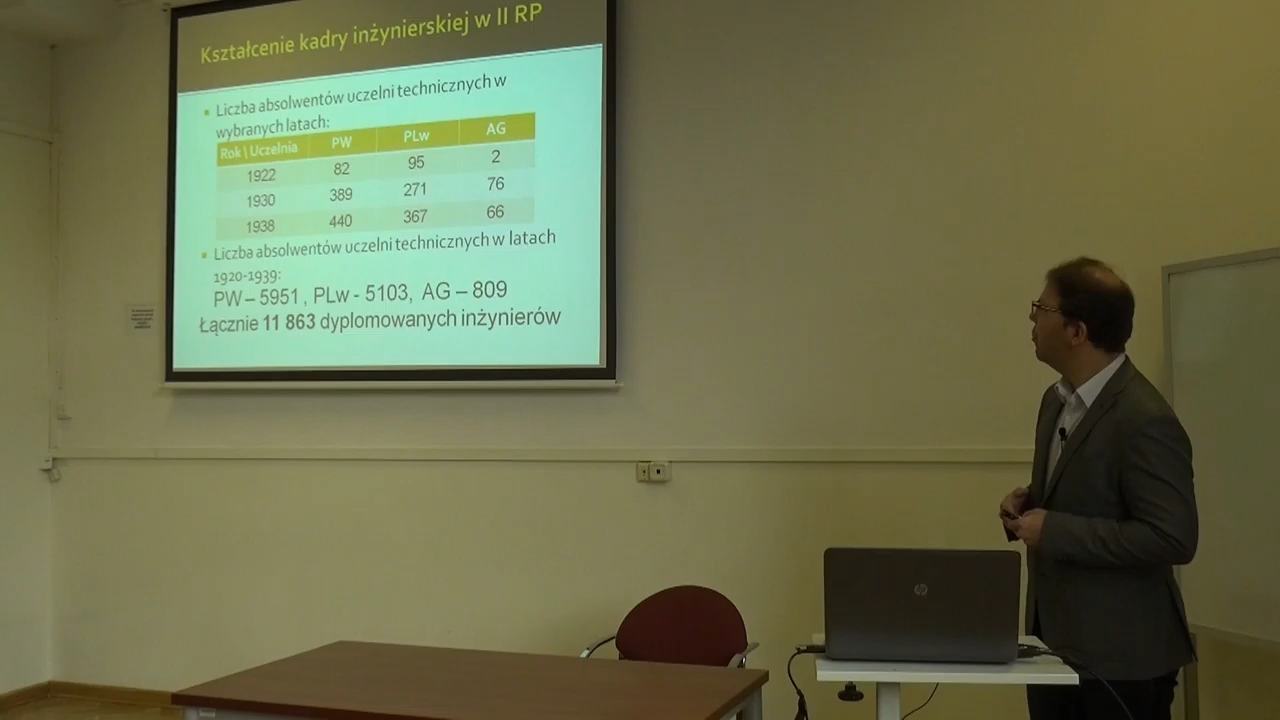 Kształcenie kadry inżynierskiej w II RP
Liczba absolwentów uczelni technicznych w
wybranych latach:
Rok \ Uczelnia PW PLw AG
1922 82 95 2
1930 389 271 76
1938 440 367 66
Liczba absolwentów uczelni technicznych w latach
1920-1939:
PW – 5951 , PLw - 5103, AG – 809
Łącznie 11 863 dyplomowanych inżynierów
hp